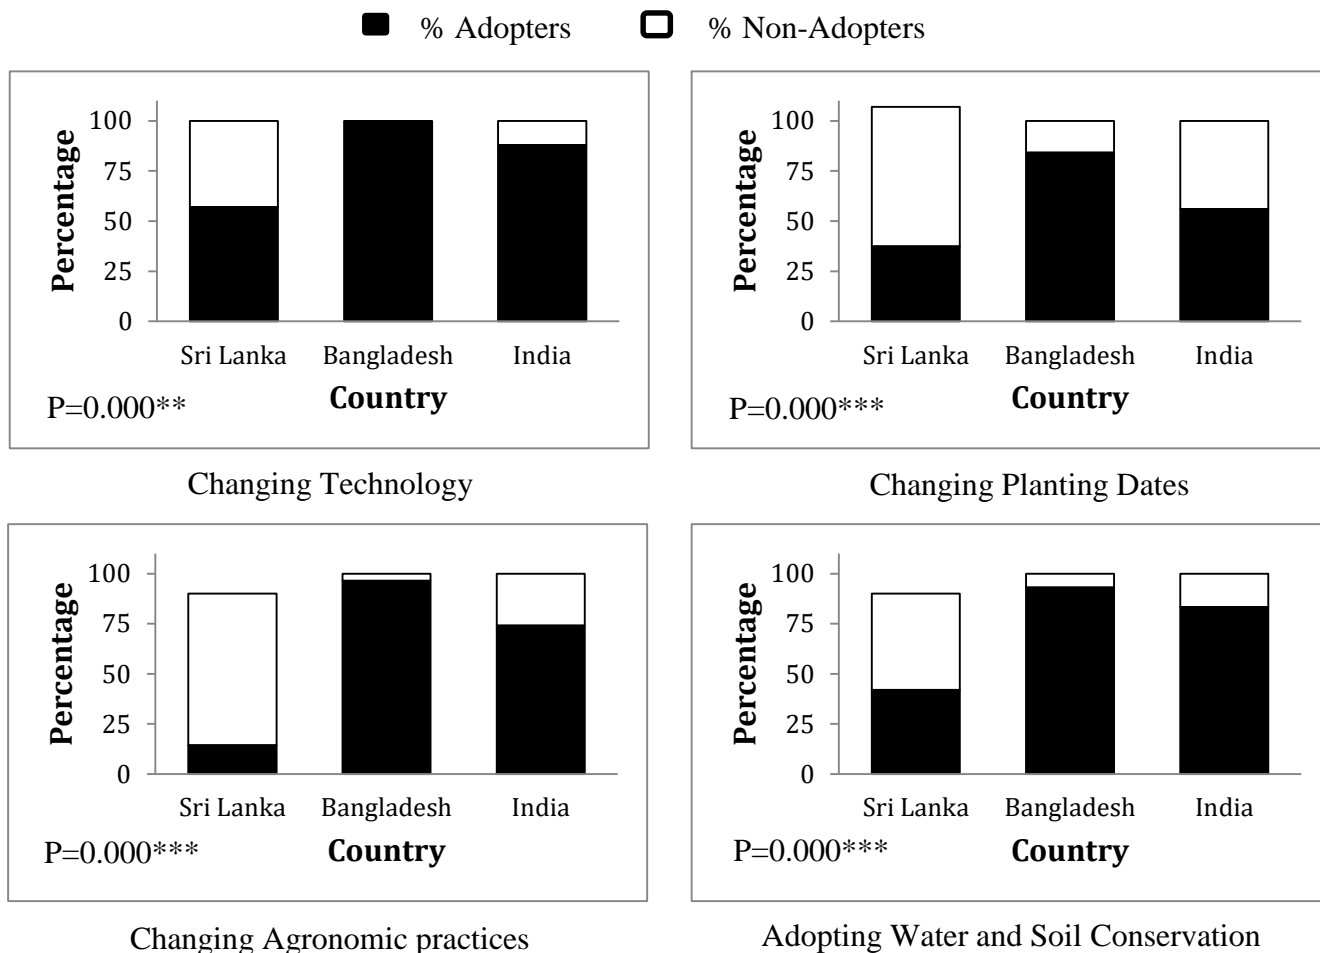 % Adopters % Non-Adopters
Percentage
100
75
50
25
0
Sri Lanka Bangladesh India
P=0.000** Country
Changing Technology
Percentage
100
75
50
25
0
Sri Lanka Bangladesh India
P=0.000*** Country
Changing Planting Dates
Percentage
100
75
50
25
0
Sri Lanka Bangladesh India
P=0.000*** Country
Changing Agronomic practices
Percentage
100
75
50
25
0
Sri Lanka Bangladesh India
P=0.000*** Country
Adopting Water and Soil Conservation